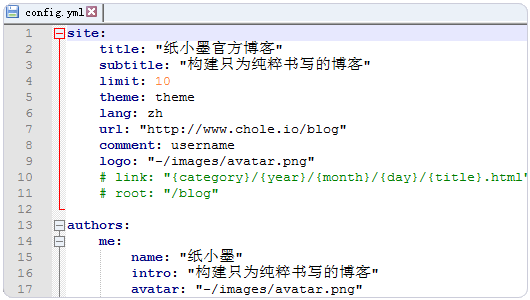 config.yml
1 site:
2 title: "纸小墨官方博客"
3 subtitle: "构建只为纯粹书写的博客"
4 limit: 10
5 theme: theme
6 lang: zh
7 url: "http://www.chole.io/blog"
8 comment: username
9 logo: "-/images/avatar.png"
10 # link: "{category}/{year}/{month}/{day}/{title}.html"
11 # root: "/blog"
12
13 authors:
14 me:
15 name: "纸小墨"
16 intro: "构建只为纯粹书写的博客"
17 avatar: "-/images/avatar.png"